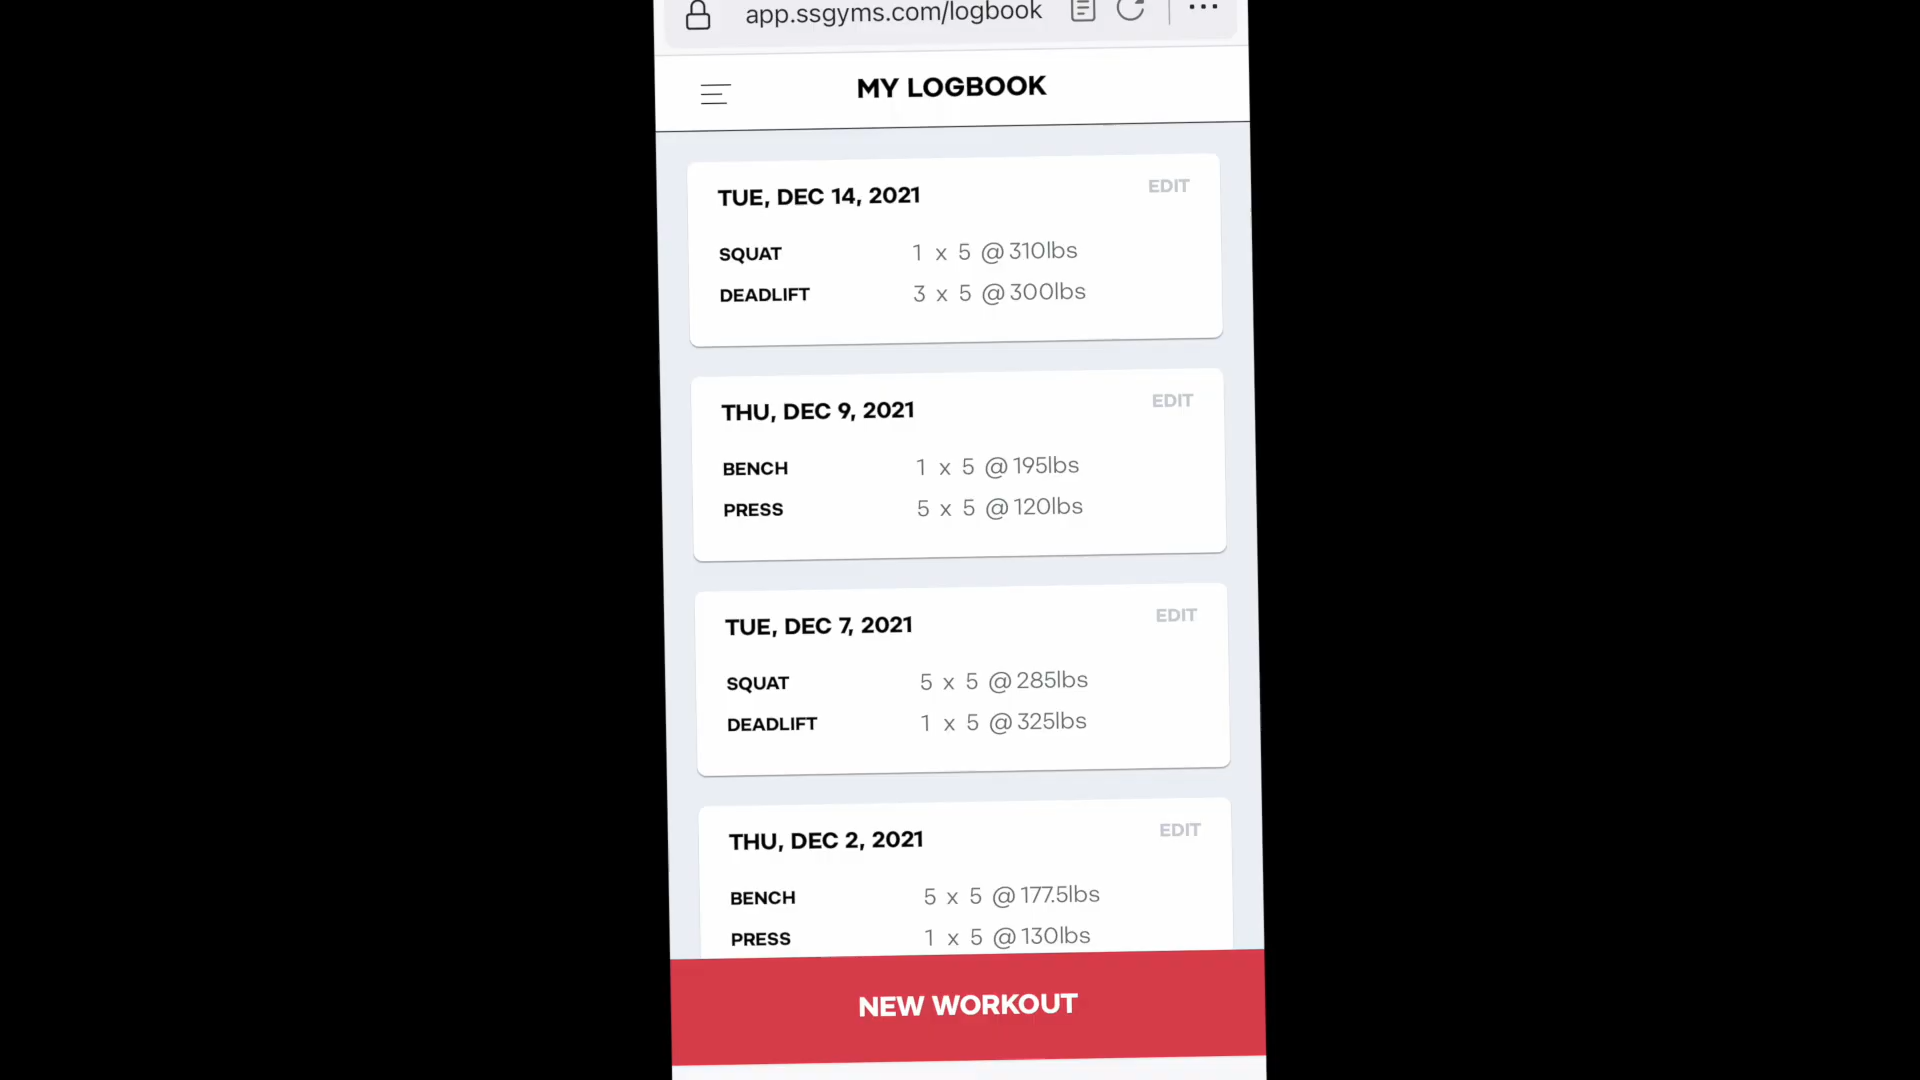 app.ssgyms.com/logbook
MY LOGBOOK
TUE, DEC 14, 2021 EDIT
SQUAT 1 x 5 @ 310lbs
DEADLIFT 3 x 5 @ 300lbs
THU, DEC 9, 2021 EDIT
BENCH 1 x 5 @ 195lbs
PRESS 5 x 5 @ 120lbs
TUE, DEC 7, 2021 EDIT
SQUAT 5 x 5 @ 285lbs
DEADLIFT 1 x 5 @ 325lbs
THU, DEC 2, 2021 EDIT
BENCH 5 x 5 @ 177.5lbs
PRESS 1 x 5 @ 130lbs
NEW WORKOUT